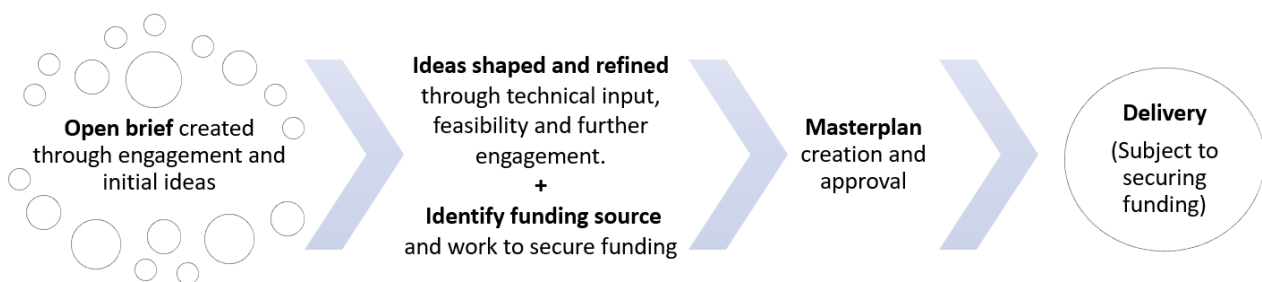 Open brief created
through engagement and
initial ideas
Ideas shaped and refined
through technical input,
feasibility and further
engagement.
+
Identify funding source
and work to secure funding
Masterplan
creation and
approval
Delivery
(Subject to
securing
funding)